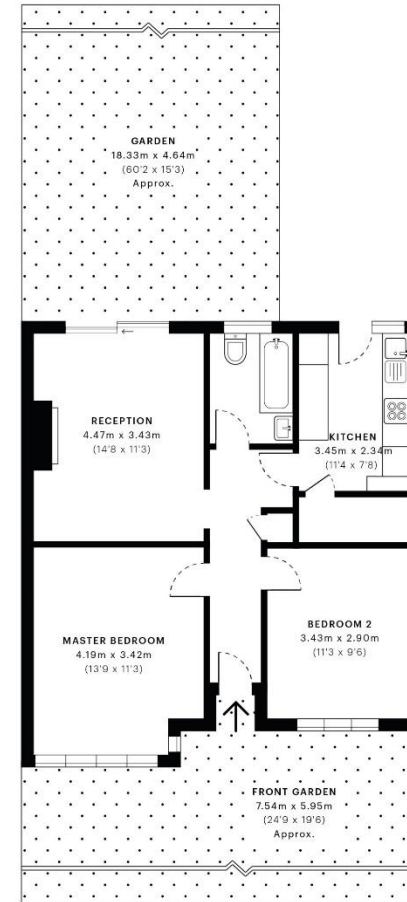 GARDEN
18.33m x 4.64m
(60'2 x 15'3)
Approx.
RECEPTION
4.47m x 3.43m
(14'8 x 11'3)
KITCHEN
3.45m x 2.34m
(11'4 x 7'8)
MASTER BEDROOM
4.19m x 3.42m
(13'9 x 11'3)
BEDROOM 2
3.43m x 2.90m
(11'3 x 9'6)
FRONT GARDEN
7.54m x 5.95m
(24'9 x 19'6)
Approx.